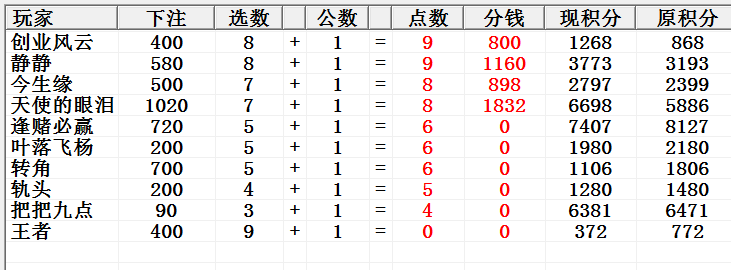 玩家 下注 选数 公数 点数 分钱 现积分 原积分
创业风云 400 8 + 1 = 9 800 1268 868
静静 580 8 + 1 = 9 1160 3773 3193
今生缘 500 7 + 1 = 8 898 2797 2399
天使的眼泪 1020 7 + 1 = 8 1832 6698 5886
逢赌必赢 720 5 + 1 = 6 0 7407 8127
叶落飞杨 200 5 + 1 = 6 0 1980 2180
转角 700 5 + 1 = 6 0 1106 1806
轨头 200 4 + 1 = 5 0 1280 1480
把把九点 90 3 + 1 = 4 0 6381 6471
王者 400 9 + 1 = 0 0 372 772